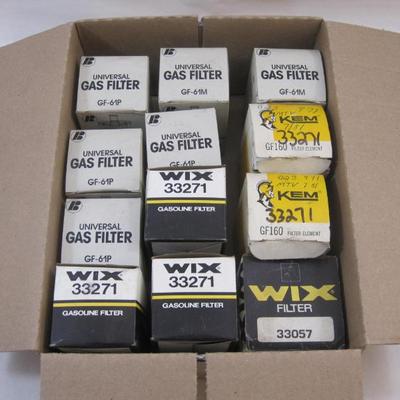 UNIVERSAL
GAS FILTER
GF-61P
UNIVERSAL
GAS FILTER
GF-61M
UNIVERSAL
GAS FILTER
GF-61M
UNIVERSAL
GAS FILTER
GF-61P
UNIVERSAL
GAS FILTER
GF-61P
KEM
33271
GF160 FILTER ELEMENT
UNIVERSAL
GAS FILTER
GF-61P
WIX
33271
GASOLINE FILTER
KEM
33271
GF160 FILTER ELEMENT
WIX
33271
GASOLINE FILTER
WIX
33271
GASOLINE FILTER
WIX
FILTER
33057